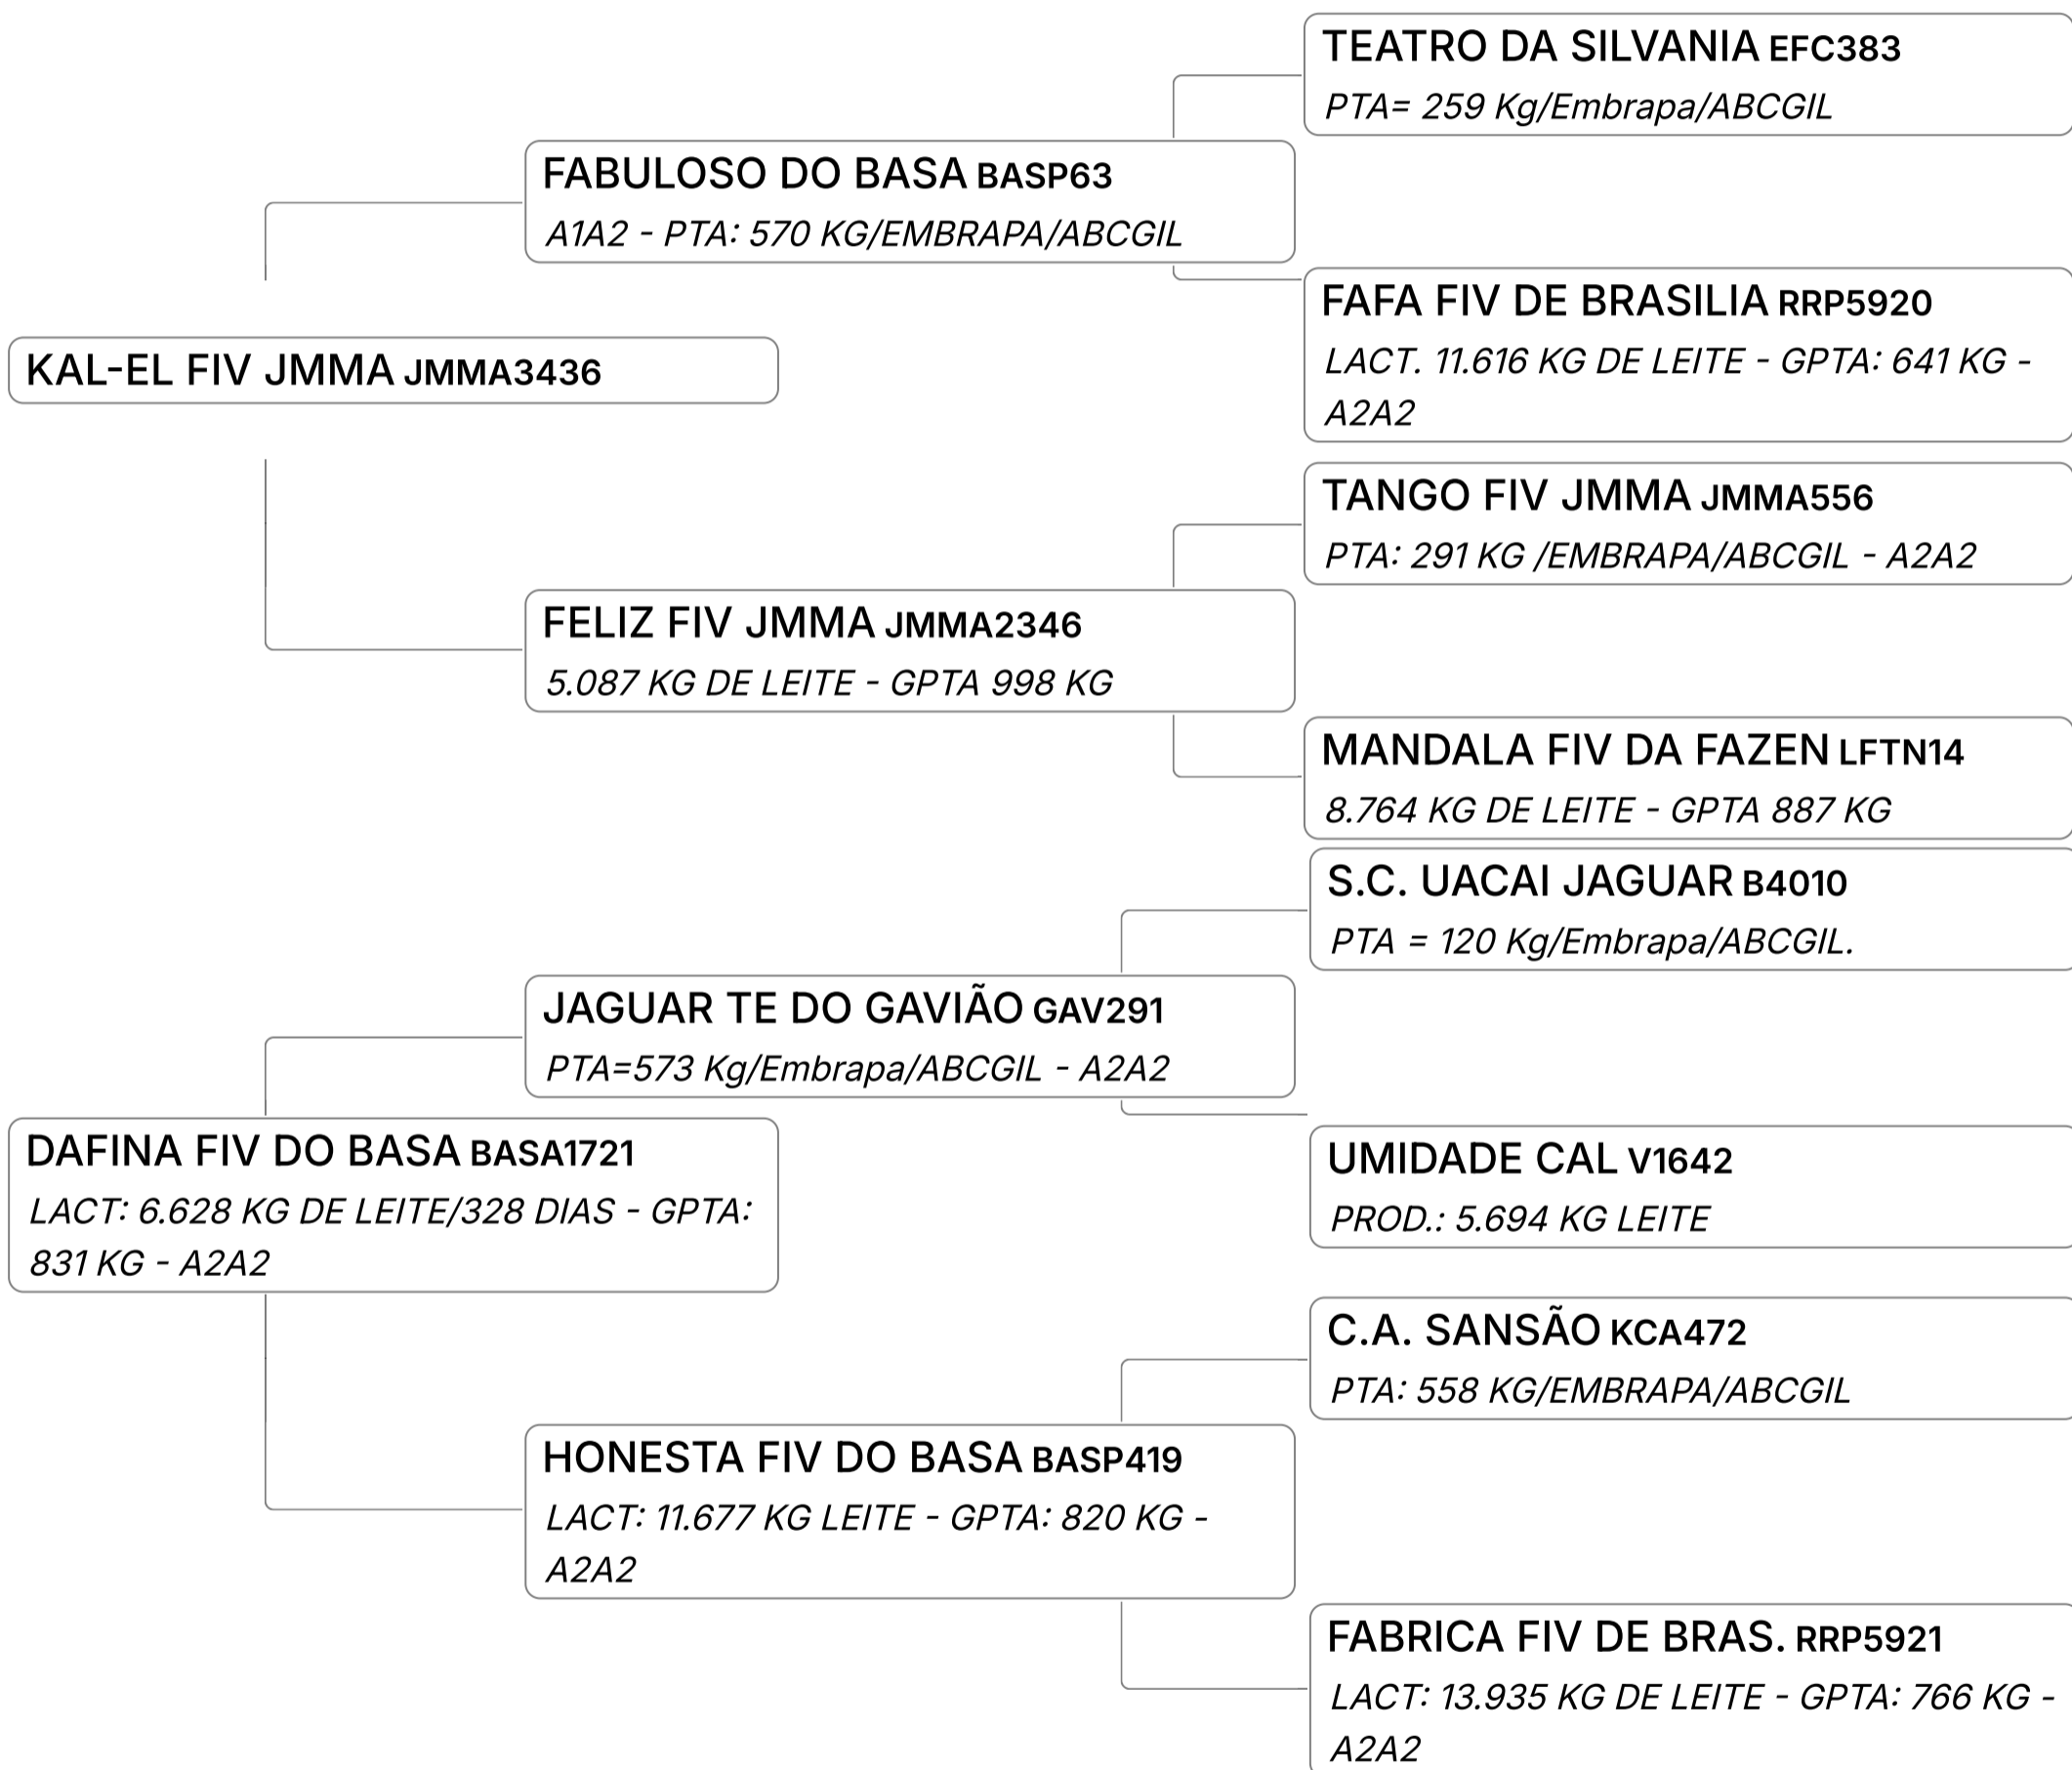 TEATRO DA SILVANIA EFC383
PTA= 259 Kg/Embrapa/ABCGIL
FABULOSO DO BASA BASP63
A1A2 - PTA: 570 KG/EMBRAPA/ABCGIL
FAFA FIV DE BRASILIA RRP5920
LACT. 11.616 KG DE LEITE - GPTA: 641 KG -
A2A2
KAL-EL FIV JMMA JMMA3436
TANGO FIV JMMA JMMA556
PTA: 291 KG /EMBRAPA/ABCGIL - A2A2
FELIZ FIV JMMA JMMA2346
5.087 KG DE LEITE - GPTA 998 KG
MANDALA FIV DA FAZEN LFTN14
8.764 KG DE LEITE - GPTA 887 KG
S.C. UACAI JAGUAR B4010
PTA = 120 Kg/Embrapa/ABCGIL.
JAGUAR TE DO GAVIÃO GAV291
PTA=573 Kg/Embrapa/ABCGIL - A2A2
UMIDADE CAL V1642
PROD.: 5.694 KG LEITE
DAFINA FIV DO BASA BASA1721
LACT: 6.628 KG DE LEITE/328 DIAS - GPTA:
831 KG - A2A2
C.A. SANSÃO KCA472
PTA: 558 KG/EMBRAPA/ABCGIL
HONESTA FIV DO BASA BASP419
LACT: 11.677 KG LEITE - GPTA: 820 KG -
A2A2
FABRICA FIV DE BRAS. RRP5921
LACT: 13.935 KG DE LEITE - GPTA: 766 KG -
A2A2